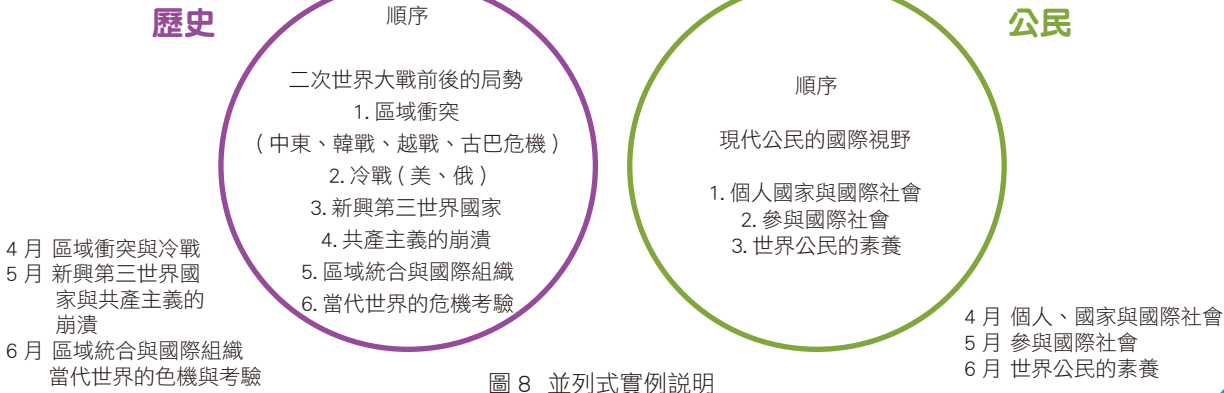 歷史
順序
二次世界大戰前後的局勢
1. 區域衝突
（中東、韓戰、越戰、古巴危機）
2. 冷戰（美、俄）
3. 新興第三世界國家
4. 共產主義的崩潰
5. 區域統合與國際組織
6. 當代世界的危機考驗
4 月 區域衝突與冷戰
5 月 新興第三世界國
家與共產主義的
崩潰
6 月 區域統合與國際組織
當代世界的色機與考驗
公民
順序
現代公民的國際視野
1. 個人國家與國際社會
2. 參與國際社會
3. 世界公民的素養
4 月 個人、國家與國際社會
5 月 參與國際社會
6 月 世界公民的素養
圖 8 並列式實例説明